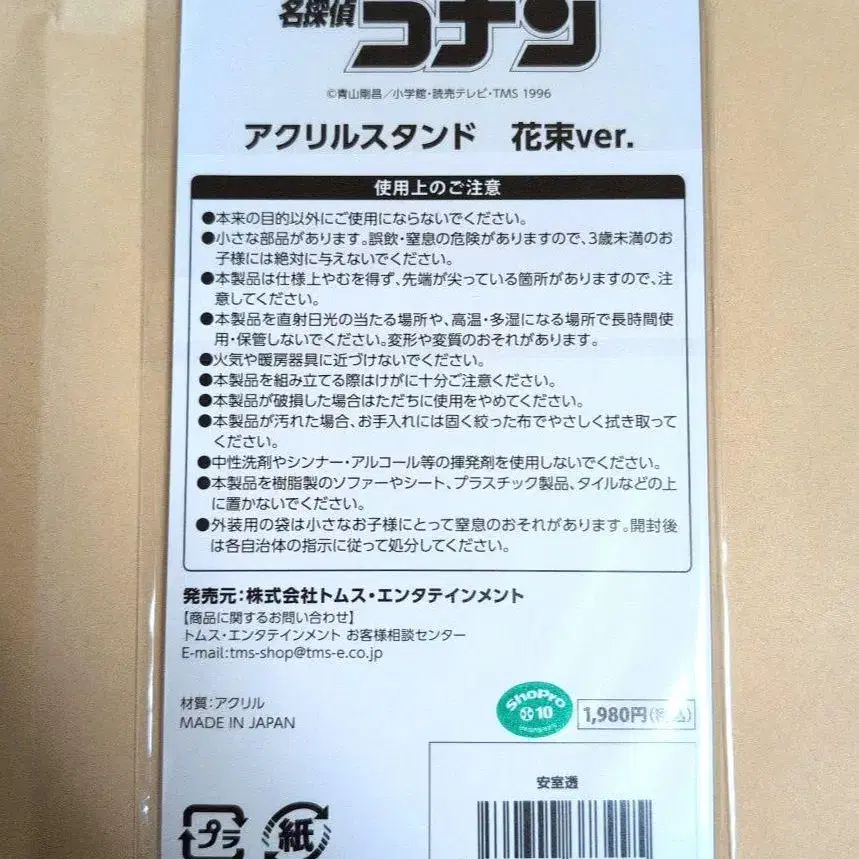 名探偵
コナン
©青山剛昌／小学館・読売テレビ・TMS 1996
アクリルスタンド　花束ver.
使用上のご注意
●本来の目的以外にご使用にならないでください。
●小さな部品があります。誤飲・窒息の危険がありますので、3歳未満のお
子様には絶対に与えないでください。
●本製品は仕様上やむを得ず、先端が尖っている箇所がありますので、注
意してください。
●本製品を直射日光の当たる場所や、高温・多湿になる場所で長時間使
用・保管しないでください。変形や変質のおそれがあります。
●火気や暖房器具に近づけないでください。
●本製品を組み立てる際はけがに十分ご注意ください。
●本製品が破損した場合はただちに使用をやめてください。
●本製品が汚れた場合、お手入れには固く絞った布でやさしく拭き取って
ください。
●中性洗剤やシンナー・アルコール等の揮発剤を使用しないでください。
●本製品を樹脂製のソファーやシート、プラスチック製品、タイルなどの上
に置かないでください。
●外装用の袋は小さなお子様にとって窒息のおそれがあります。開封後
は各自治体の指示に従って処分してください。
発売元：株式会社トムス・エンタテインメント
【商品に関するお問い合わせ】
トムス・エンタテインメント お客様相談センター
E-mail:tms-shop@tms-e.co.jp
材質：アクリル
MADE IN JAPAN
ShoPro
10
1,980円(税込)
安室透
プラ
紙